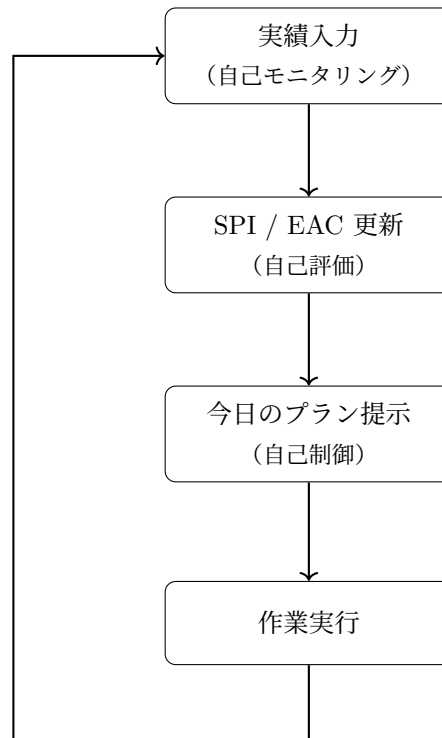 実績入力
（自己モニタリング）
SPI / EAC 更新
（自己評価）
今日のプラン提示
（自己制御）
作業実行